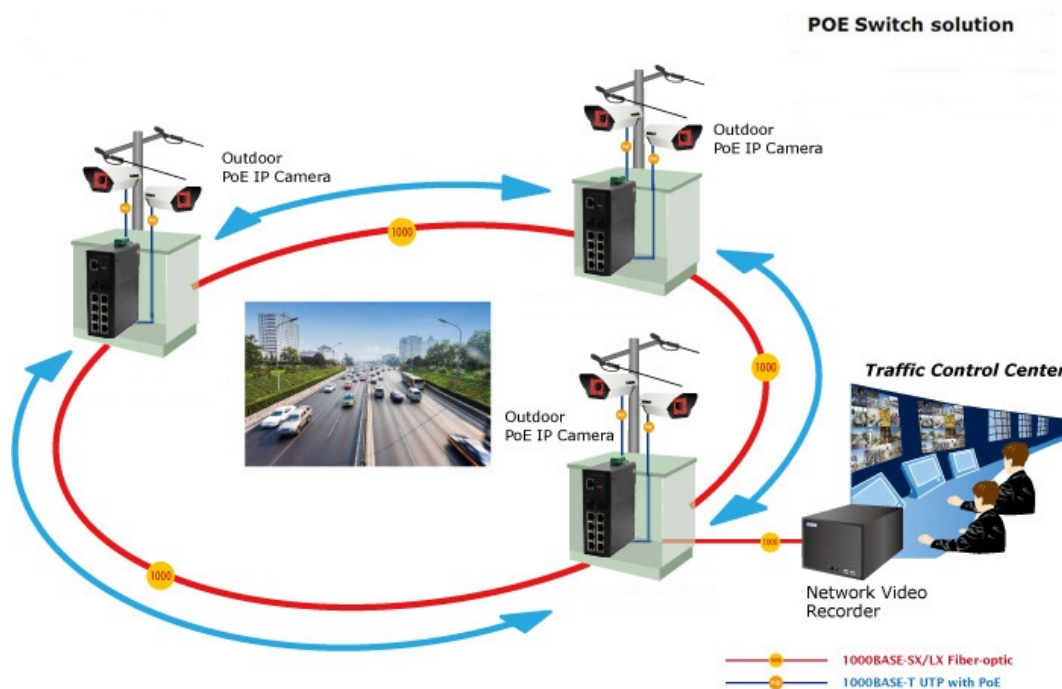 POE Switch solution
Outdoor
PoE IP Camera
Outdoor
PoE IP Camera
1000
1000
Traffic Control Center
Outdoor
PoE IP Camera
1000
1000
Network Video
Recorder
1000BASE-SX/LX Fiber-optic
1000BASE-T UTP with PoE